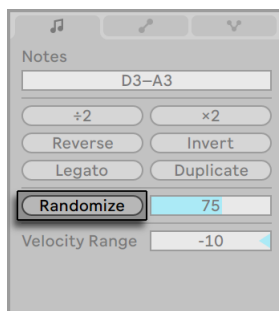 Notes
D3–A3
÷2 ×2
Reverse Invert
Legato Duplicate
Randomize 75
Velocity Range -10